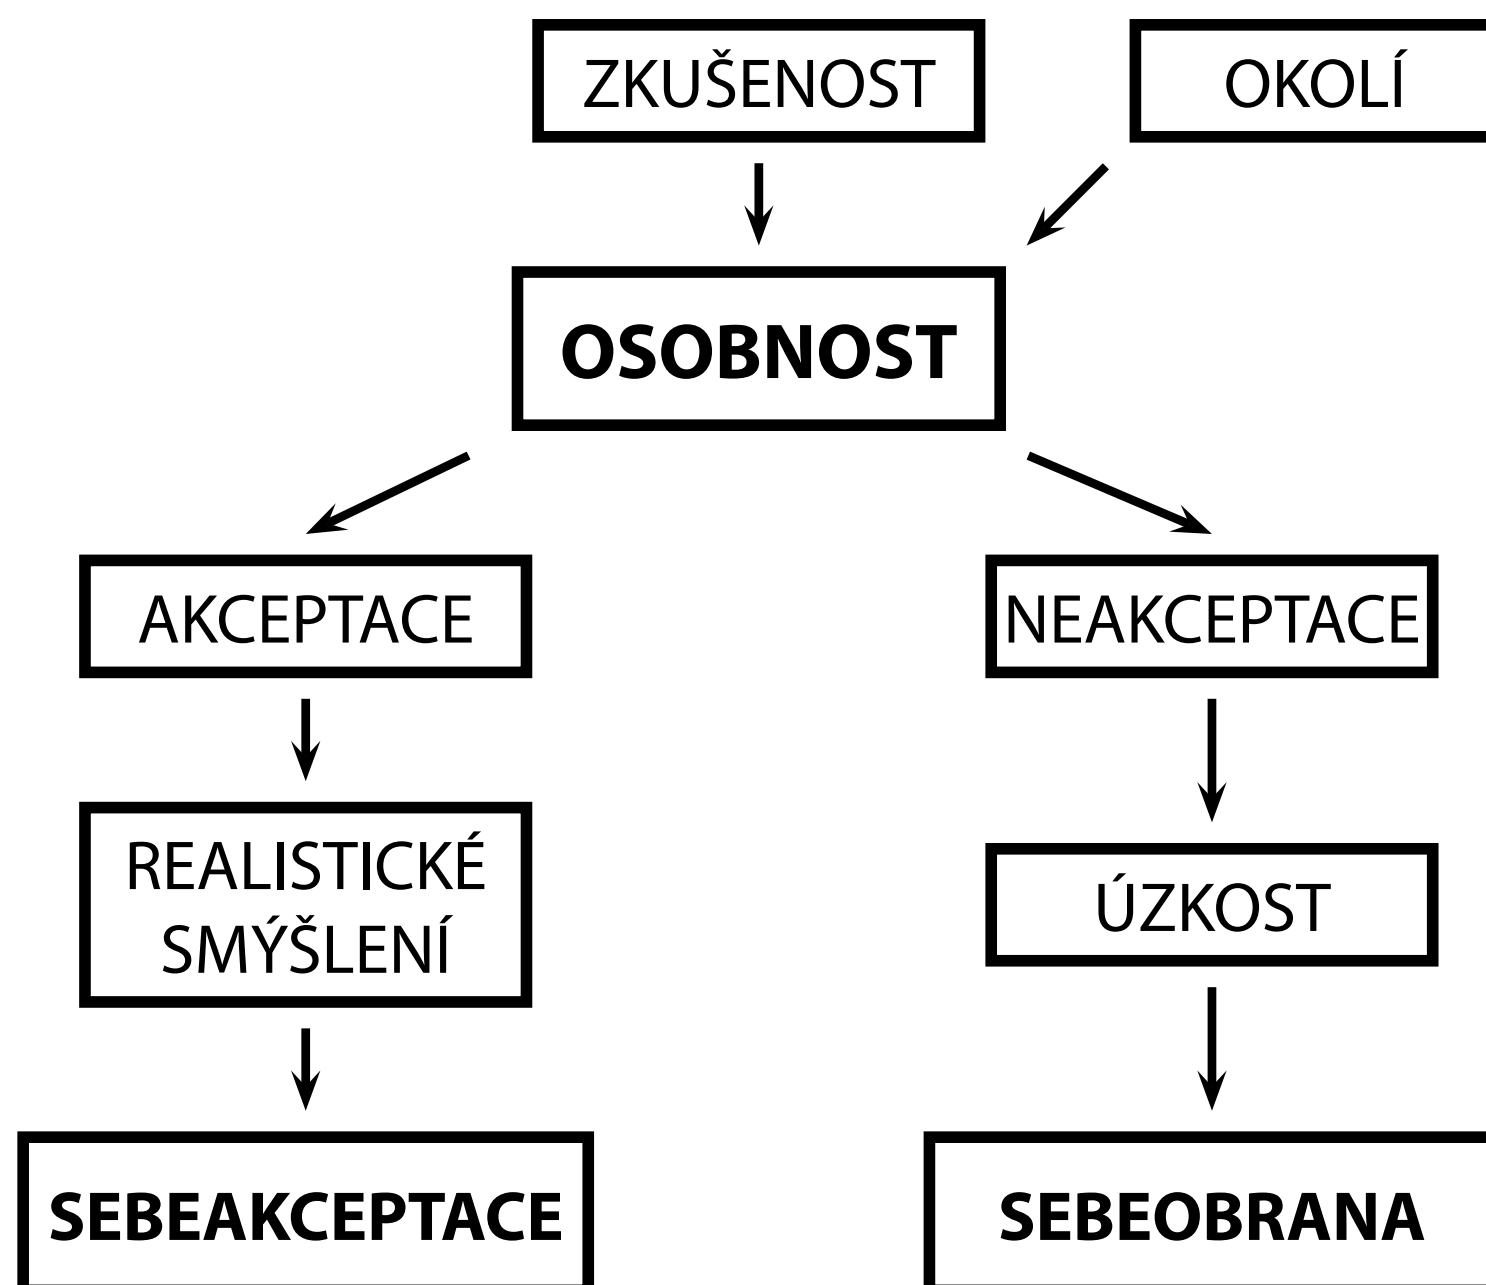 ZKUŠENOST
OKOLÍ
OSOBNOST
AKCEPTACE
NEAKCEPTACE
REALISTICKÉ
SMÝŠLENÍ
ÚZKOST
SEBEAKCEPTACE
SEBEOBRANA